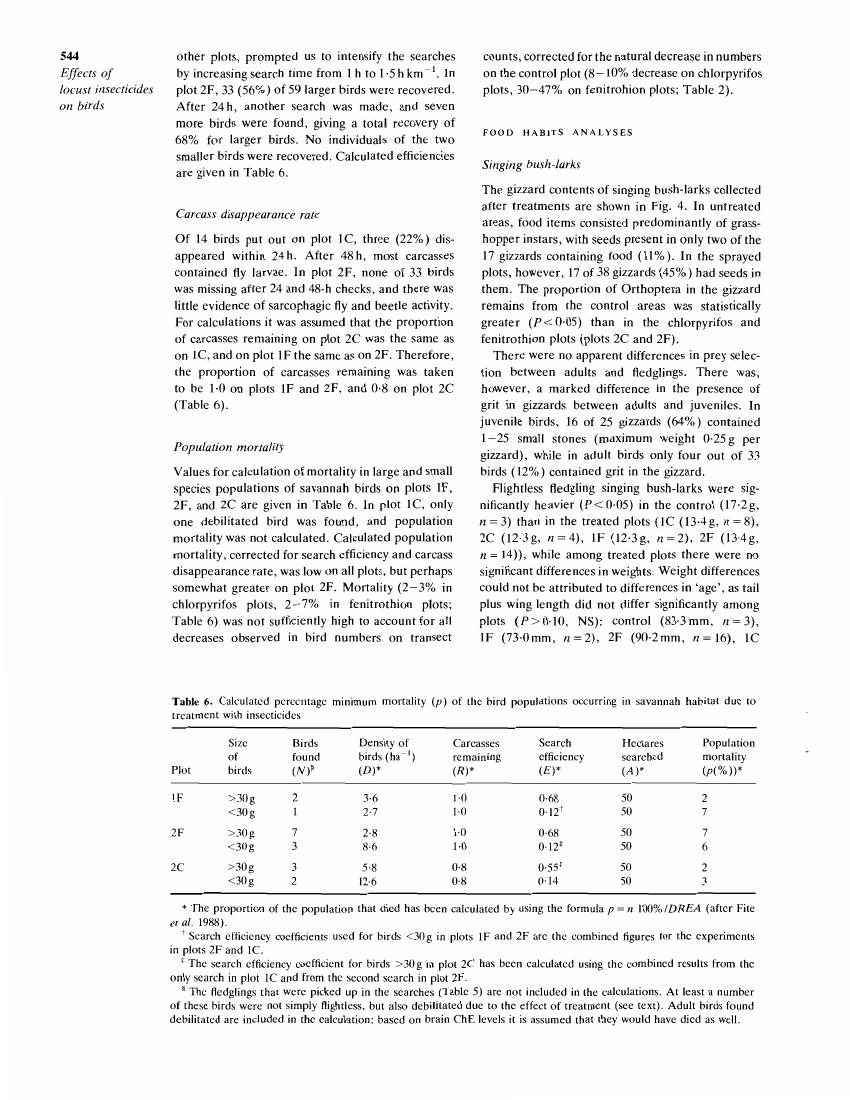 544
Effects of
locust insecticides
on birds
other plots, prompted us to intensify the searches
by increasing search time from 1 h to 1·5 h km⁻¹. In
plot 2F, 33 (56%) of 59 larger birds were recovered.
After 24 h, another search was made, and seven
more birds were found, giving a total recovery of
68% for larger birds. No individuals of the two
smaller birds were recovered. Calculated efficiencies
are given in Table 6.
Carcass disappearance rate
Of 14 birds put out on plot 1C, three (22%) dis-
appeared within 24 h. After 48 h, most carcasses
contained fly larvae. In plot 2F, none of 33 birds
was missing after 24 and 48-h checks, and there was
little evidence of sarcophagic fly and beetle activity.
For calculations it was assumed that the proportion
of carcasses remaining on plot 2C was the same as
on 1C, and on plot 1F the same as on 2F. Therefore,
the proportion of carcasses remaining was taken
to be 1·0 on plots 1F and 2F, and 0·8 on plot 2C
(Table 6).
Population mortality
Values for calculation of mortality in large and small
species populations of savannah birds on plots 1F,
2F, and 2C are given in Table 6. In plot 1C, only
one debilitated bird was found, and population
mortality was not calculated. Calculated population
mortality, corrected for search efficiency and carcass
disappearance rate, was low on all plots, but perhaps
somewhat greater on plot 2F. Mortality (2–3% in
chlorpyrifos plots, 2–7% in fenitrothion plots;
Table 6) was not sufficiently high to account for all
decreases observed in bird numbers on transect
counts, corrected for the natural decrease in numbers
on the control plot (8–10% decrease on chlorpyrifos
plots, 30–47% on fenitrohion plots; Table 2).
FOOD HABITS ANALYSES
Singing bush-larks
The gizzard contents of singing bush-larks collected
after treatments are shown in Fig. 4. In untreated
areas, food items consisted predominantly of grass-
hopper instars, with seeds present in only two of the
17 gizzards containing food (11%). In the sprayed
plots, however, 17 of 38 gizzards (45%) had seeds in
them. The proportion of Orthoptera in the gizzard
remains from the control areas was statistically
greater (P<0·05) than in the chlorpyrifos and
fenitrothion plots (plots 2C and 2F).
There were no apparent differences in prey selec-
tion between adults and fledglings. There was,
however, a marked difference in the presence of
grit in gizzards between adults and juveniles. In
juvenile birds, 16 of 25 gizzards (64%) contained
1–25 small stones (maximum weight 0·25 g per
gizzard), while in adult birds only four out of 33
birds (12%) contained grit in the gizzard.
Flightless fledgling singing bush-larks were sig-
nificantly heavier (P<0·05) in the control (17·2 g,
n = 3) than in the treated plots (1C (13·4 g, n = 8),
2C (12·3 g, n = 4), 1F (12·3 g, n = 2), 2F (13·4 g,
n = 14)), while among treated plots there were no
significant differences in weights. Weight differences
could not be attributed to differences in 'age', as tail
plus wing length did not differ significantly among
plots (P>0·10, NS): control (83·3 mm, n = 3),
1F (73·0 mm, n = 2), 2F (90·2 mm, n = 16), 1C
Table 6. Calculated percentage minimum mortality (p) of the bird populations occurring in savannah habitat due to
treatment with insecticides
Size Birds Density of Carcasses Search Hectares Population
of found birds (ha⁻¹) remaining efficiency searched mortality
Plot birds (N)§ (D)* (R)* (E)* (A)* (p(%))*
1F >30 g 2 3·6 1·0 0·68 50 2
<30 g 1 2·7 1·0 0·12† 50 7
2F >30 g 7 2·8 1·0 0·68 50 7
<30 g 3 8·6 1·0 0·12‡ 50 6
2C >30 g 3 5·8 0·8 0·55‡ 50 2
<30 g 2 12·6 0·8 0·14 50 3
* The proportion of the population that died has been calculated by using the formula p = n 100%/DREA (after Fite
et al. 1988).
† Search efficiency coefficients used for birds <30 g in plots 1F and 2F are the combined figures for the experiments
in plots 2F and 1C.
‡ The search efficiency coefficient for birds >30 g in plot 2C has been calculated using the combined results from the
only search in plot 1C and from the second search in plot 2F.
§ The fledglings that were picked up in the searches (Table 5) are not included in the calculations. At least a number
of these birds were not simply flightless, but also debilitated due to the effect of treatment (see text). Adult birds found
debilitated are included in the calculation; based on brain ChE levels it is assumed that they would have died as well.